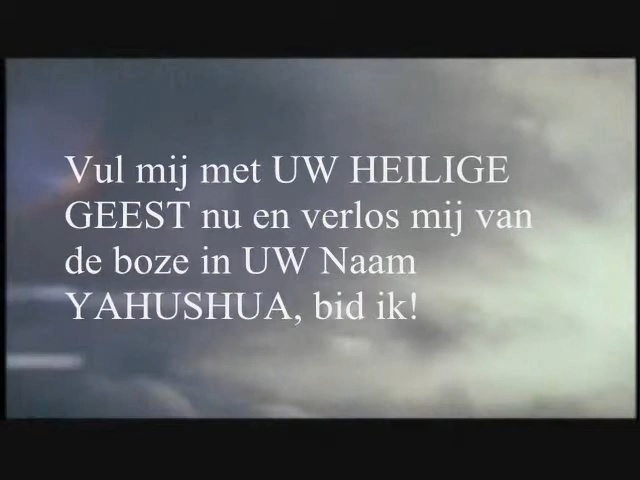 Vul mij met UW HEILIGE
GEEST nu en verlos mij van
de boze in UW Naam
YAHUSHUA, bid ik!